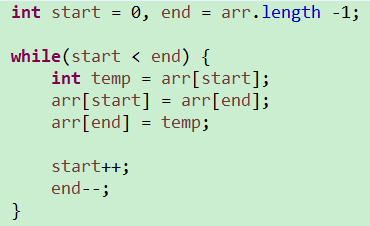 int start = 0, end = arr.length -1;
while(start < end) {
int temp = arr[start];
arr[start] = arr[end];
arr[end] = temp;
start++;
end--;
}